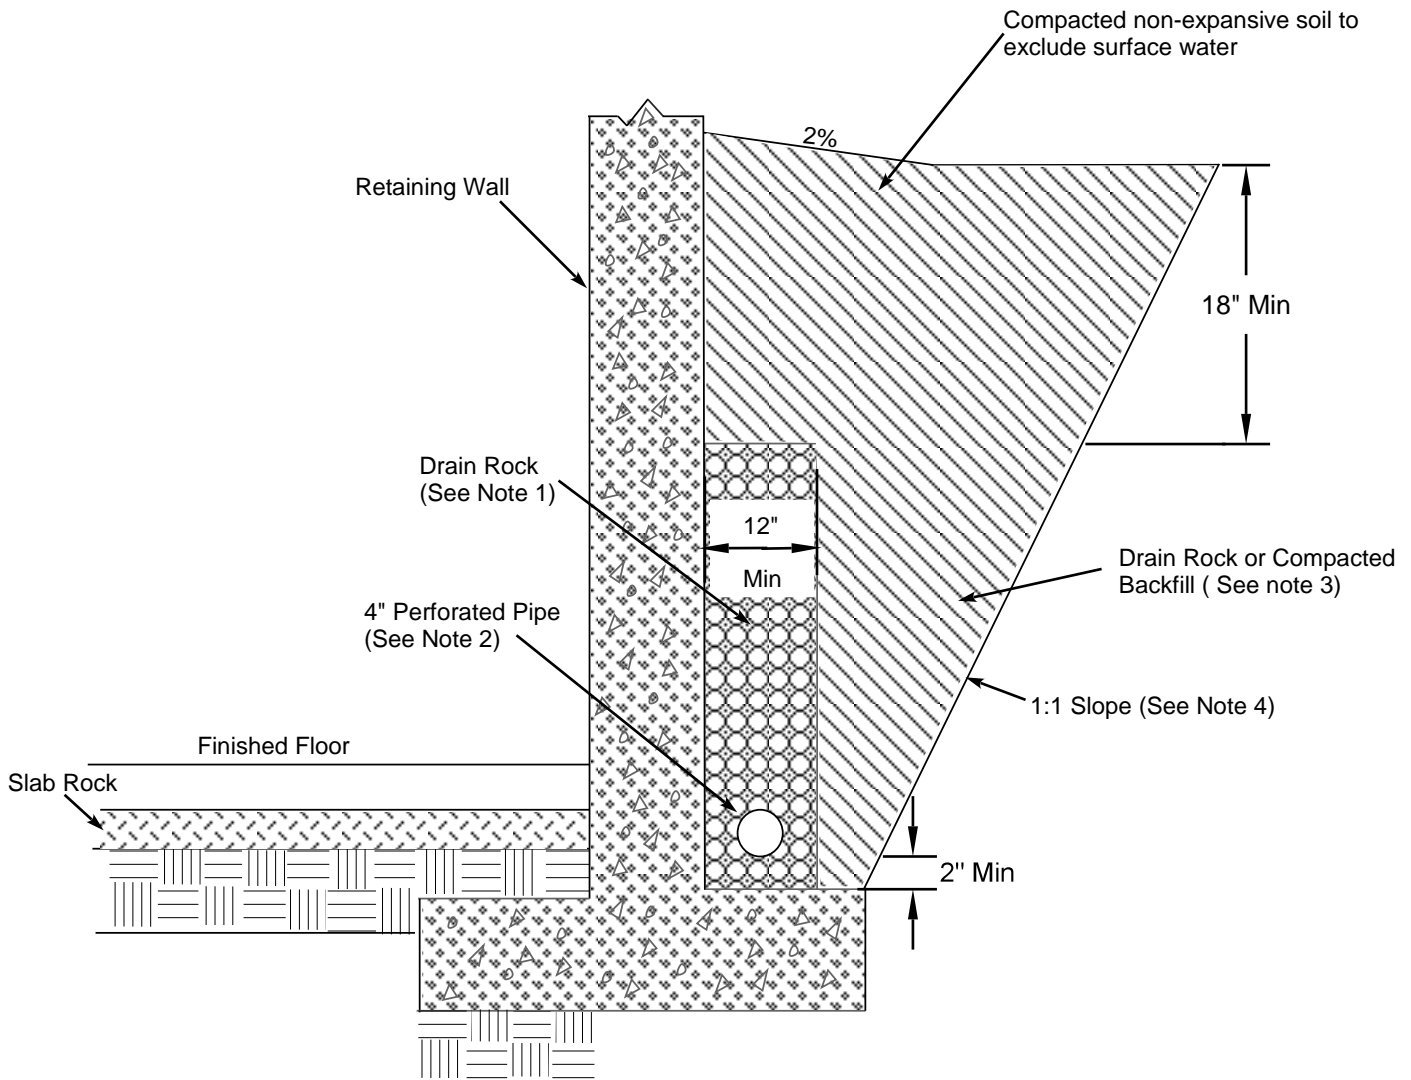 Compacted non-expansive soil to
exclude surface water
2%
Retaining Wall
18" Min
Drain Rock
(See Note 1)
12"
Min
Drain Rock or Compacted
Backfill ( See note 3)
4" Perforated Pipe
(See Note 2)
1:1 Slope (See Note 4)
Finished Floor
Slab Rock
2" Min